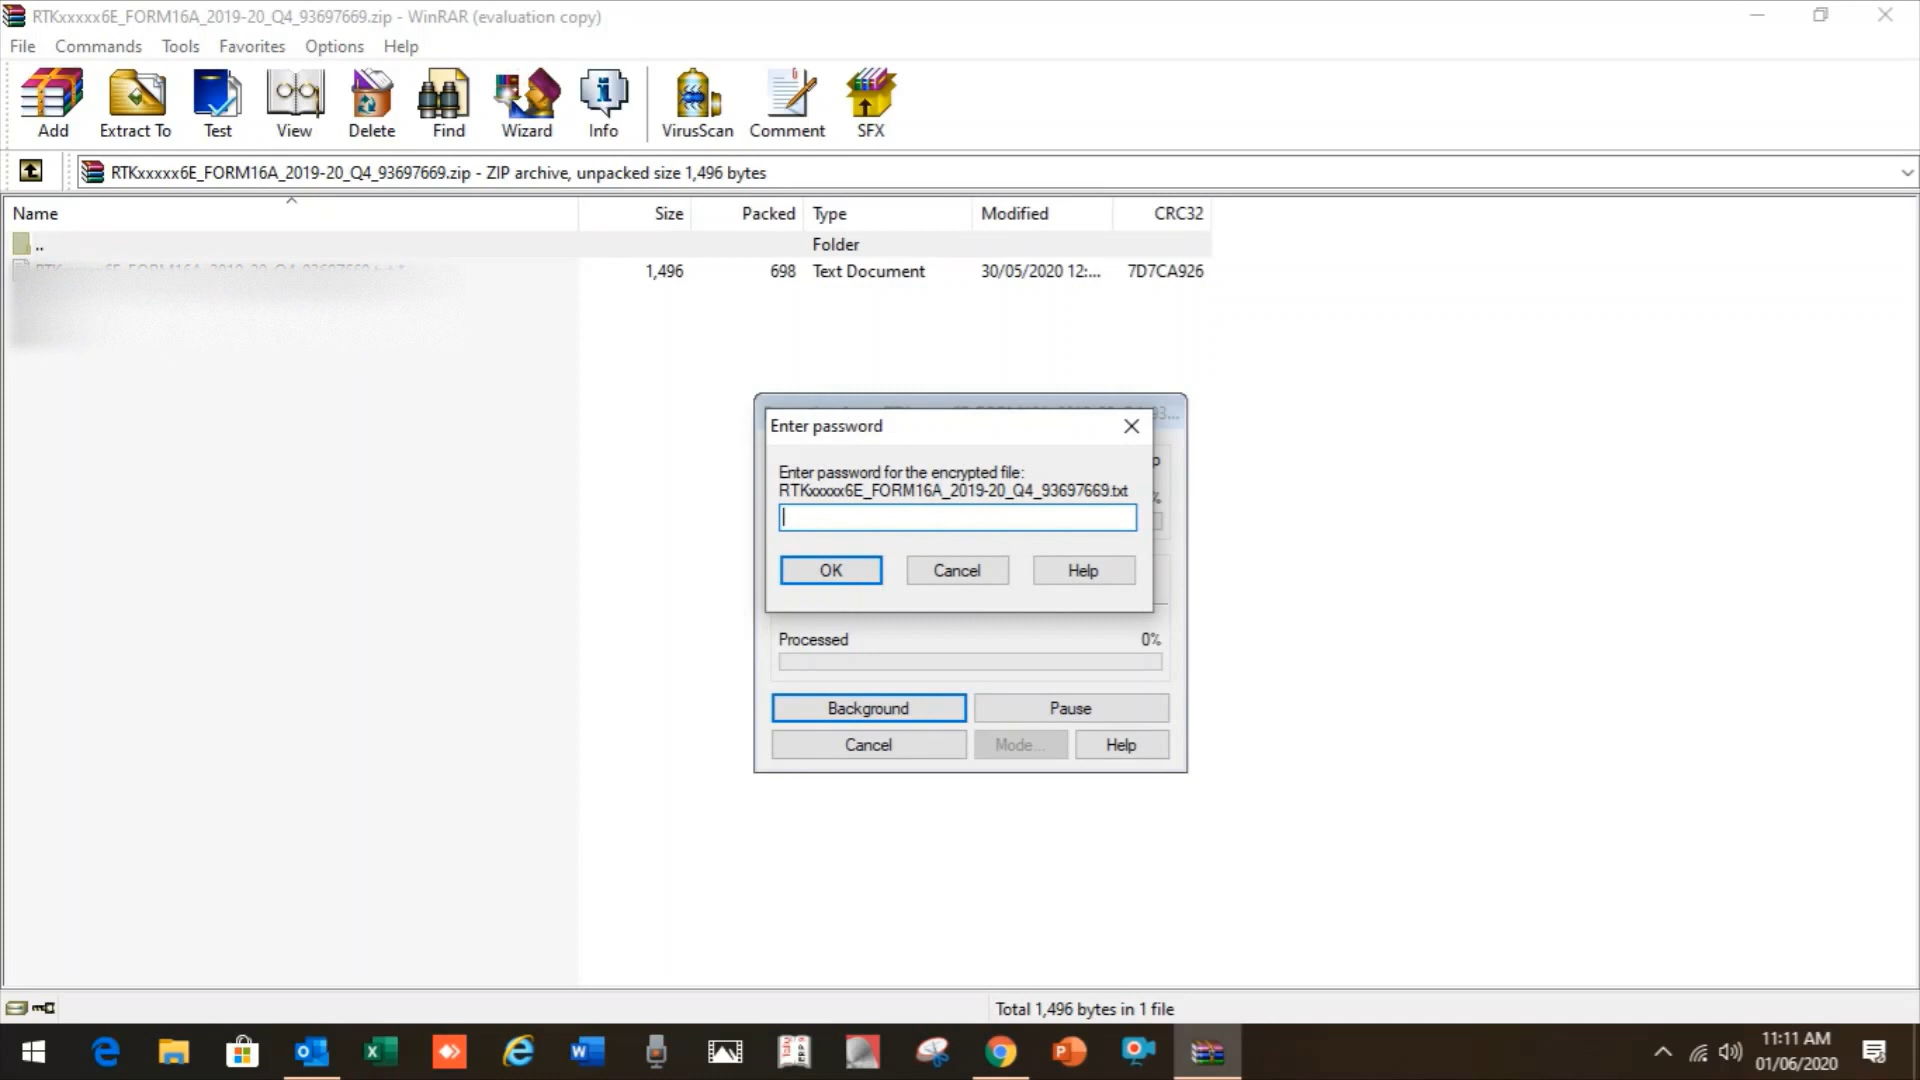 RTKxxxxx6E_FORM16A_2019-20_Q4_93697669.zip - WinRAR (evaluation copy)
File Commands Tools Favorites Options Help
Add Extract To Test View Delete Find Wizard Info VirusScan Comment SFX
RTKxxxxx6E_FORM16A_2019-20_Q4_93697669.zip - ZIP archive, unpacked size 1,496 bytes
Name Size Packed Type Modified CRC32
.. Folder
1,496 698 Text Document 30/05/2020 12:... 7D7CA926
Enter password
Enter password for the encrypted file:
RTKxxxxx6E_FORM16A_2019-20_Q4_93697669.txt
OK Cancel Help
Processed 0%
Background Pause
Cancel Mode... Help
Total 1,496 bytes in 1 file
11:11 AM
01/06/2020